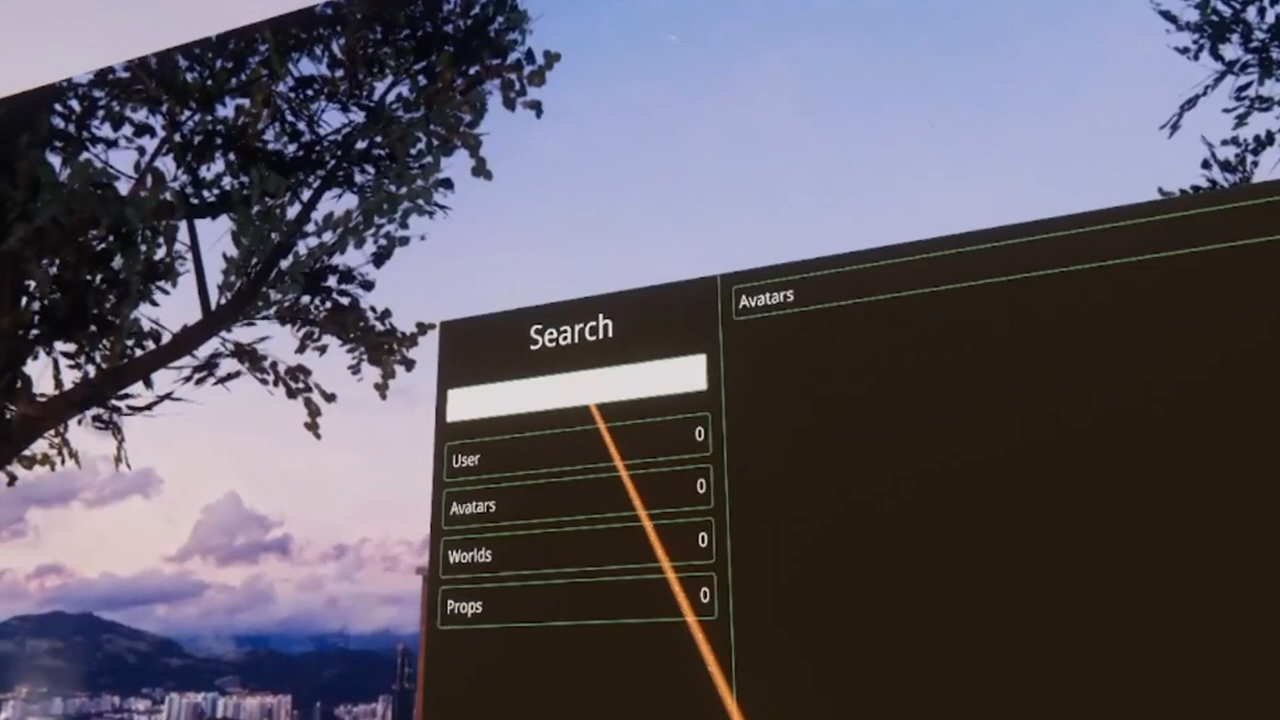 Search
User 0
Avatars 0
Worlds 0
Props 0
Avatars